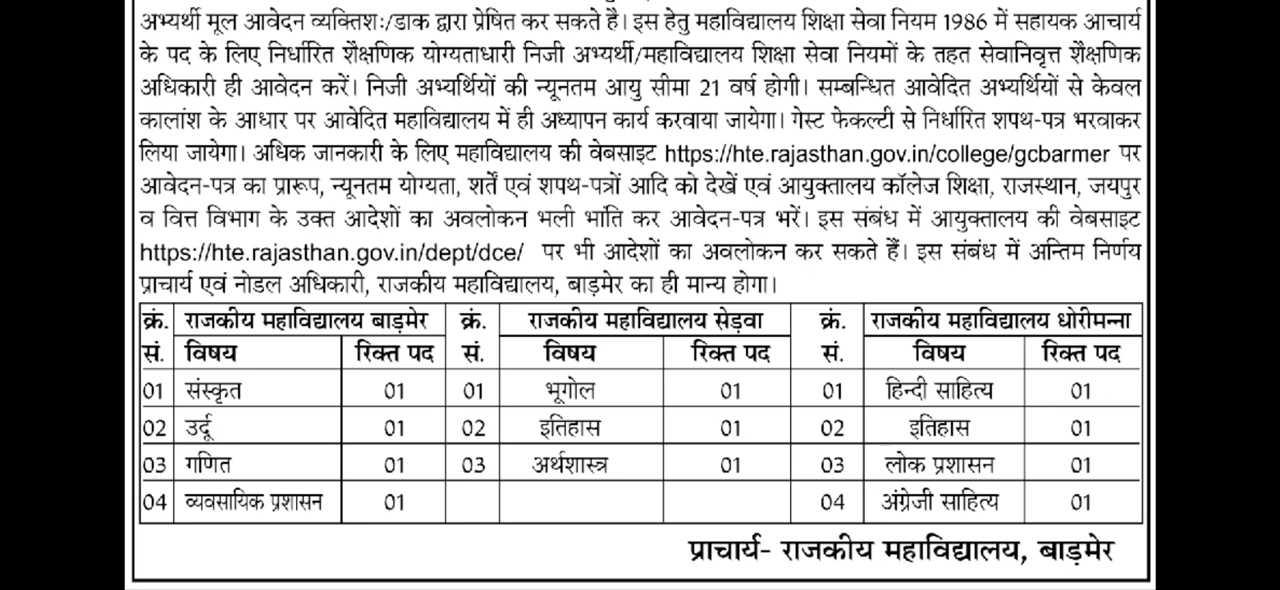 अभ्यर्थी मूल आवेदन व्यक्तिशः/डाक द्वारा प्रेषित कर सकते है। इस हेतु महाविद्यालय शिक्षा सेवा नियम 1986 में सहायक आचार्य
के पद के लिए निर्धारित शैक्षणिक योग्यताधारी निजी अभ्यर्थी/महाविद्यालय शिक्षा सेवा नियमों के तहत सेवानिवृत्त शैक्षणिक
अधिकारी ही आवेदन करें। निजी अभ्यर्थियों की न्यूनतम आयु सीमा 21 वर्ष होगी। सम्बन्धित आवेदित अभ्यर्थियों से केवल
कालांश के आधार पर आवेदित महाविद्यालय में ही अध्यापन कार्य करवाया जायेगा। गेस्ट फेकल्टी से निर्धारित शपथ-पत्र भरवाकर
लिया जायेगा। अधिक जानकारी के लिए महाविद्यालय की वेबसाइट https://hte.rajasthan.gov.in/college/gcbarmer पर
आवेदन-पत्र का प्रारूप, न्यूनतम योग्यता, शर्तें एवं शपथ-पत्रों आदि को देखें एवं आयुक्तालय कॉलेज शिक्षा, राजस्थान, जयपुर
व वित्त विभाग के उक्त आदेशों का अवलोकन भली भांति कर आवेदन-पत्र भरें। इस संबंध में आयुक्तालय की वेबसाइट
https://hte.rajasthan.gov.in/dept/dce/ पर भी आदेशों का अवलोकन कर सकते हैं। इस संबंध में अन्तिम निर्णय
प्राचार्य एवं नोडल अधिकारी, राजकीय महाविद्यालय, बाड़मेर का ही मान्य होगा।
क्रं. राजकीय महाविद्यालय बाड़मेर क्रं. राजकीय महाविद्यालय सेड़वा क्रं. राजकीय महाविद्यालय धोरीमन्ना
सं. विषय रिक्त पद सं. विषय रिक्त पद सं. विषय रिक्त पद
01 संस्कृत 01 01 भूगोल 01 01 हिन्दी साहित्य 01
02 उर्दू 01 02 इतिहास 01 02 इतिहास 01
03 गणित 01 03 अर्थशास्त्र 01 03 लोक प्रशासन 01
04 व्यवसायिक प्रशासन 01 04 अंग्रेजी साहित्य 01
प्राचार्य- राजकीय महाविद्यालय, बाड़मेर